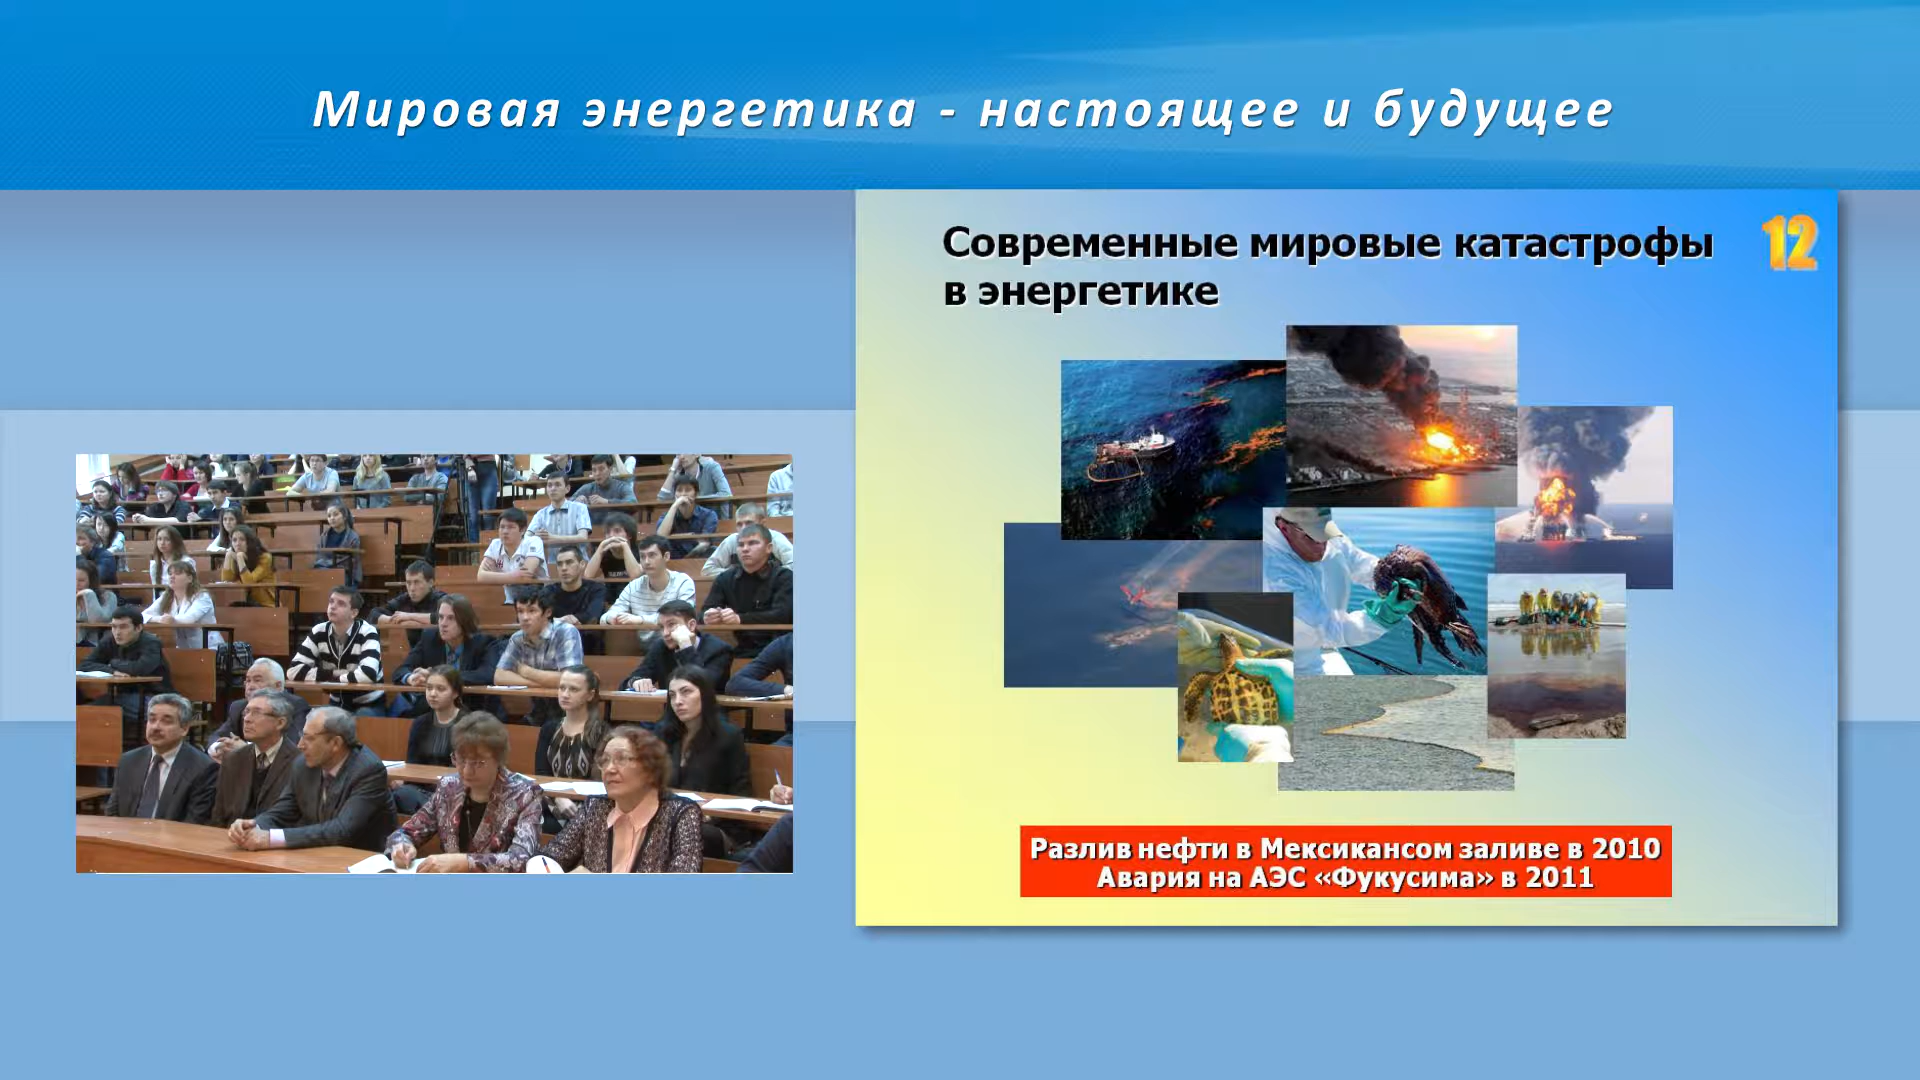 Мировая энергетика - настоящее и будущее
Современные мировые катастрофы
в энергетике
12
Разлив нефти в Мексикансом заливе в 2010
Авария на АЭС «Фукусима» в 2011